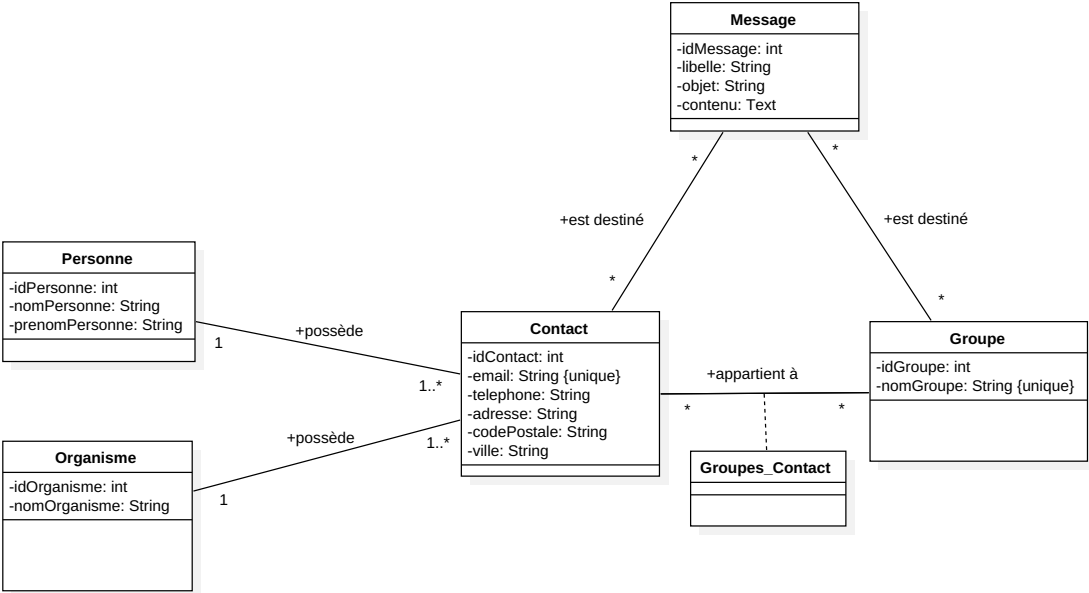 Message
-idMessage: int
-libelle: String
-objet: String
-contenu: Text
*
*
+est destiné
+est destiné
*
*
Personne
-idPersonne: int
-nomPersonne: String
-prenomPersonne: String
+possède
1
1..*
Contact
-idContact: int
-email: String {unique}
-telephone: String
-adresse: String
-codePostale: String
-ville: String
Groupe
-idGroupe: int
-nomGroupe: String {unique}
+appartient à
*
*
Groupes_Contact
Organisme
-idOrganisme: int
-nomOrganisme: String
+possède
1..*
1